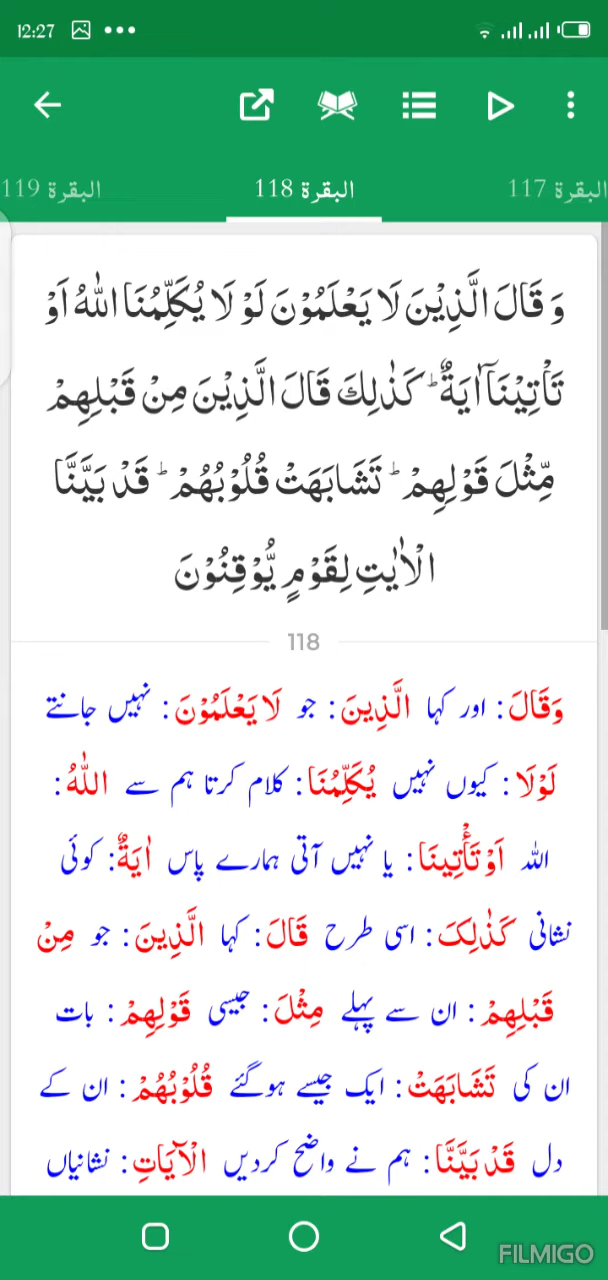 12:27
البقرة 117
البقرة 118
البقرة 119
وَ قَالَ الَّذِیْنَ لَا یَعْلَمُوْنَ لَوْ لَا یُكَلِّمُنَا اللّٰهُ اَوْ
تَاْتِیْنَاۤ اٰیَةٌؕ كَذٰلِكَ قَالَ الَّذِیْنَ مِنْ قَبْلِهِمْ
مِّثْلَ قَوْلِهِمْؕ تَشَابَهَتْ قُلُوْبُهُمْؕ قَدْ بَیَّنَّا
الْاٰیٰتِ لِقَوْمٍ یُّوْقِنُوْنَ
118
وَقَالَ: اور کہا الَّذِينَ: جو لَا يَعْلَمُوْنَ: نہیں جانتے
لَوْلَا: کیوں نہیں يُكَلِّمُنَا: کلام کرتا ہم سے اللّٰهُ:
اللہ اَوْ تَأْتِينَا: یا نہیں آتی ہمارے پاس اٰيَةٌ: کوئی
نشانی كَذٰلِکَ: اسی طرح قَالَ: کہا الَّذِينَ: جو مِنْ
قَبْلِهِمْ: ان سے پہلے مِثْلَ: جیسی قَوْلِهِمْ: بات
ان کی تَشَابَهَتْ: ایک جیسے ہوگئے قُلُوْبُهُمْ: ان کے
دل قَدْ بَيَّنَّا: ہم نے واضح کردیں الْآيَاتِ: نشانیاں
FILMIGO